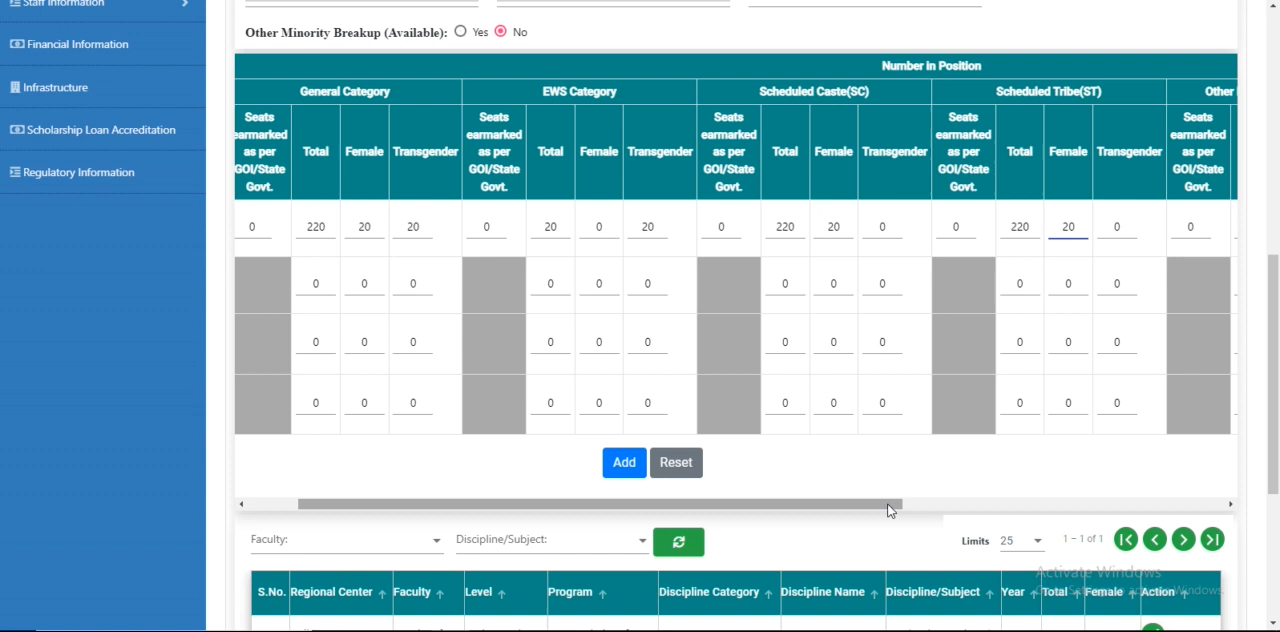 Staff Information
Financial Information
Infrastructure
Scholarship Loan Accreditation
Regulatory Information
Other Minority Breakup (Available): Yes No
Number in Position
General Category EWS Category Scheduled Caste(SC) Scheduled Tribe(ST) Other
Seats earmarked as per GOI/State Govt. Total Female Transgender Seats earmarked as per GOI/State Govt. Total Female Transgender Seats earmarked as per GOI/State Govt. Total Female Transgender Seats earmarked as per GOI/State Govt. Total Female Transgender Seats earmarked as per GOI/State Govt.
0 220 20 20 0 20 0 20 0 220 20 0 0 220 20 0 0
0 0 0 0 0 0 0 0 0 0 0 0
0 0 0 0 0 0 0 0 0 0 0 0
0 0 0 0 0 0 0 0 0 0 0 0
Add Reset
Faculty: Discipline/Subject: Limits 25 1 – 1 of 1
Activate Windows
S.No. Regional Center Faculty Level Program Discipline Category Discipline Name Discipline/Subject Year Total Female Action